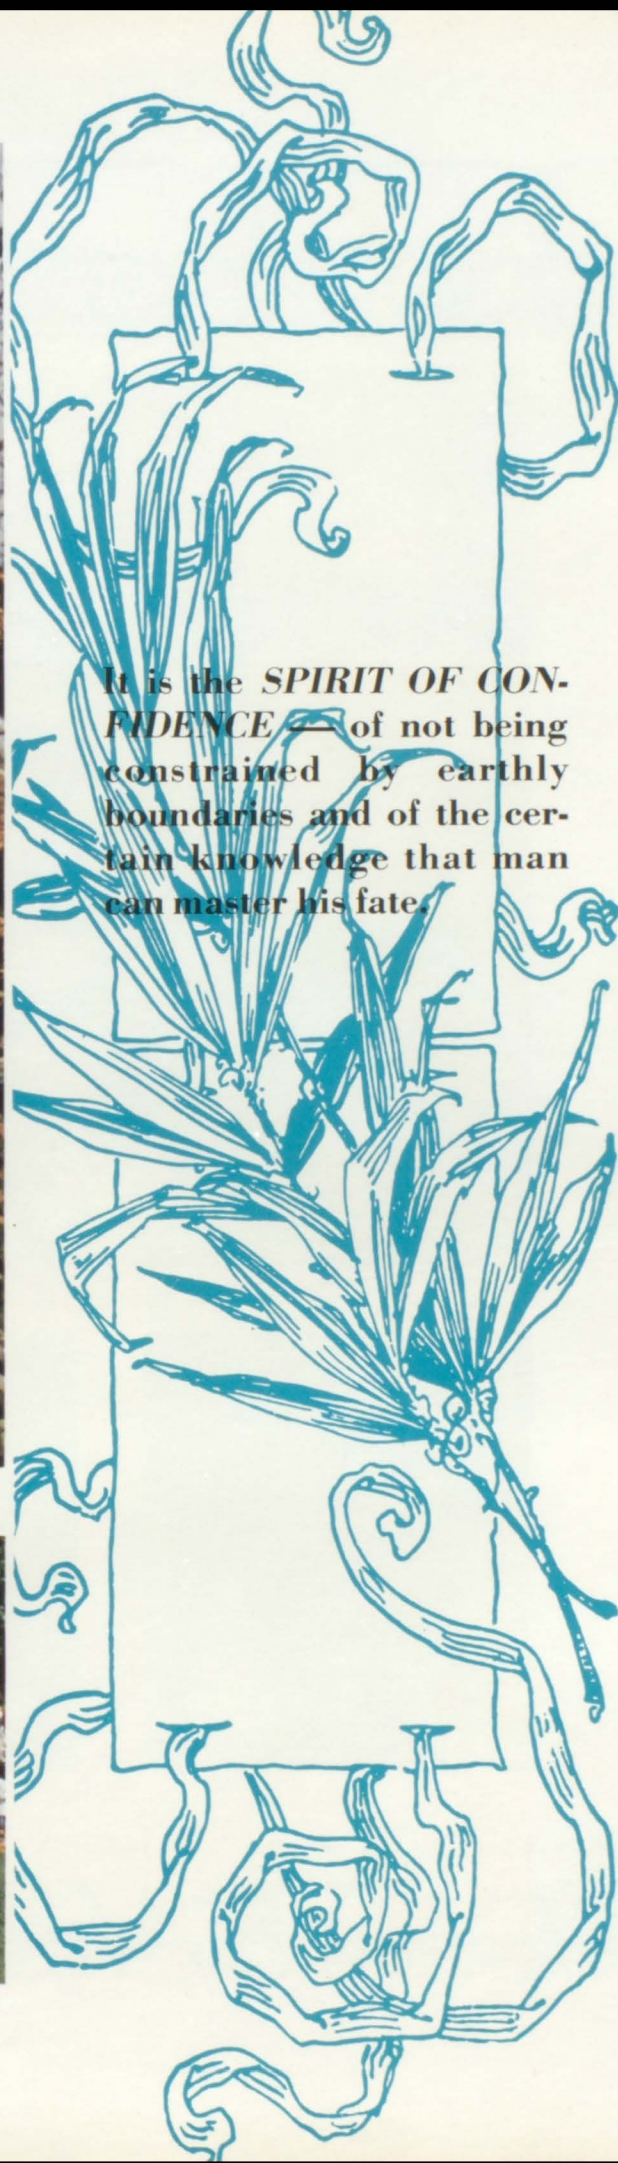 It is the SPIRIT OF CON-
FIDENCE — of not being
constrained by earthly
boundaries and of the cer-
tain knowledge that man
can master his fate.